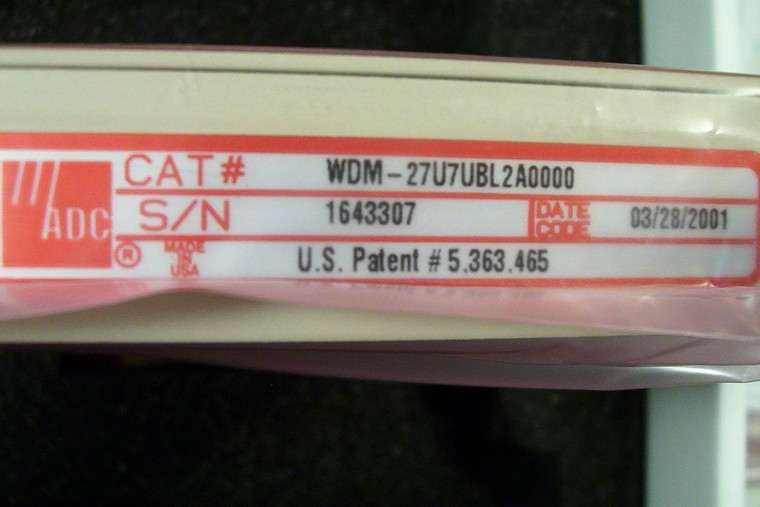 ADC
CAT# WDM-27U7UBL2A0000
S/N 1643307 DATE CODE 03/28/2001
® MADE IN USA U.S. Patent # 5,363,465